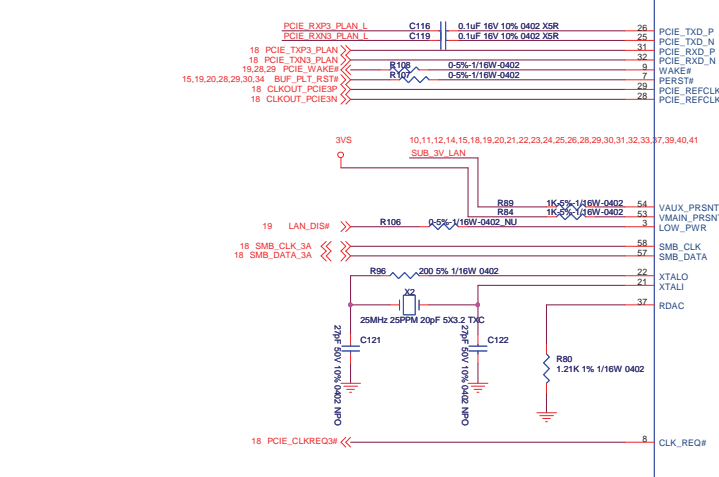 PCIE_RXP3_PLAN_L C116 0.1uF 16V 10% 0402 X5R 26 PCIE_TXD_P
PCIE_RXN3_PLAN_L C119 0.1uF 16V 10% 0402 X5R 25 PCIE_TXD_N
18 PCIE_TXP3_PLAN 31 PCIE_RXD_P
18 PCIE_TXN3_PLAN 32 PCIE_RXD_N
19,28,29 PCIE_WAKE# R108 0-5%-1/16W-0402 9 WAKE#
15,19,20,28,29,30,34 BUF_PLT_RST# R107 0-5%-1/16W-0402 7 PERST#
18 CLKOUT_PCIE3P 29 PCIE_REFCLK
18 CLKOUT_PCIE3N 28 PCIE_REFCLK
3VS 10,11,12,14,15,18,19,20,21,22,23,24,25,26,28,29,30,31,32,33,37,39,40,41
SUB_3V_LAN
R89 1K-5%-1/16W-0402 54 VAUX_PRSNT
R84 1K-5%-1/16W-0402 53 VMAIN_PRSN
19 LAN_DIS# R106 0-5%-1/16W-0402_NU 3 LOW_PWR
18 SMB_CLK_3A 58 SMB_CLK
18 SMB_DATA_3A 57 SMB_DATA
R96 200 5% 1/16W 0402 22 XTALO
21 XTALI
X2
37 RDAC
25MHz 25PPM 20pF 5X3.2 TXC
27pF 50V 10% 0402 NPO
C121
27pF 50V 10% 0402 NPO
C122
R80
1.21K 1% 1/16W 0402
18 PCIE_CLKREQ3# 8 CLK_REQ#